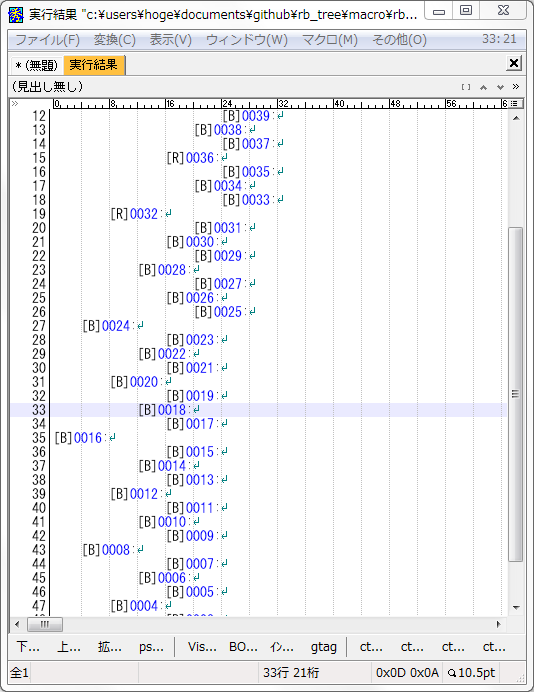 実行結果 "c:¥users¥hoge¥documents¥github¥rb_tree¥macro¥rb...
ファイル(F) 変換(C) 表示(V) ウィンドウ(W) マクロ(M) その他(O) 33:21
* (無題) 実行結果
(見出し無し)
0 8 16 24 32 40 48 56 6
12 [B]0039:↲
13 [B]0038:↲
14 [B]0037:↲
15 [R]0036:↲
16 [B]0035:↲
17 [B]0034:↲
18 [B]0033:↲
19 [R]0032:↲
20 [B]0031:↲
21 [B]0030:↲
22 [B]0029:↲
23 [B]0028:↲
24 [B]0027:↲
25 [B]0026:↲
26 [B]0025:↲
27 [B]0024:↲
28 [B]0023:↲
29 [B]0022:↲
30 [B]0021:↲
31 [B]0020:↲
32 [B]0019:↲
33 [B]0018:↲
34 [B]0017:↲
35 [B]0016:↲
36 [B]0015:↲
37 [B]0014:↲
38 [B]0013:↲
39 [B]0012:↲
40 [B]0011:↲
41 [B]0010:↲
42 [B]0009:↲
43 [B]0008:↲
44 [B]0007:↲
45 [B]0006:↲
46 [B]0005:↲
47 [B]0004:↲
下... 上... 拡... ps... Vis... BO... インン... gtag ct... ct... ct... ct...
全1 33行 21桁 0x0D 0x0A 10.5pt